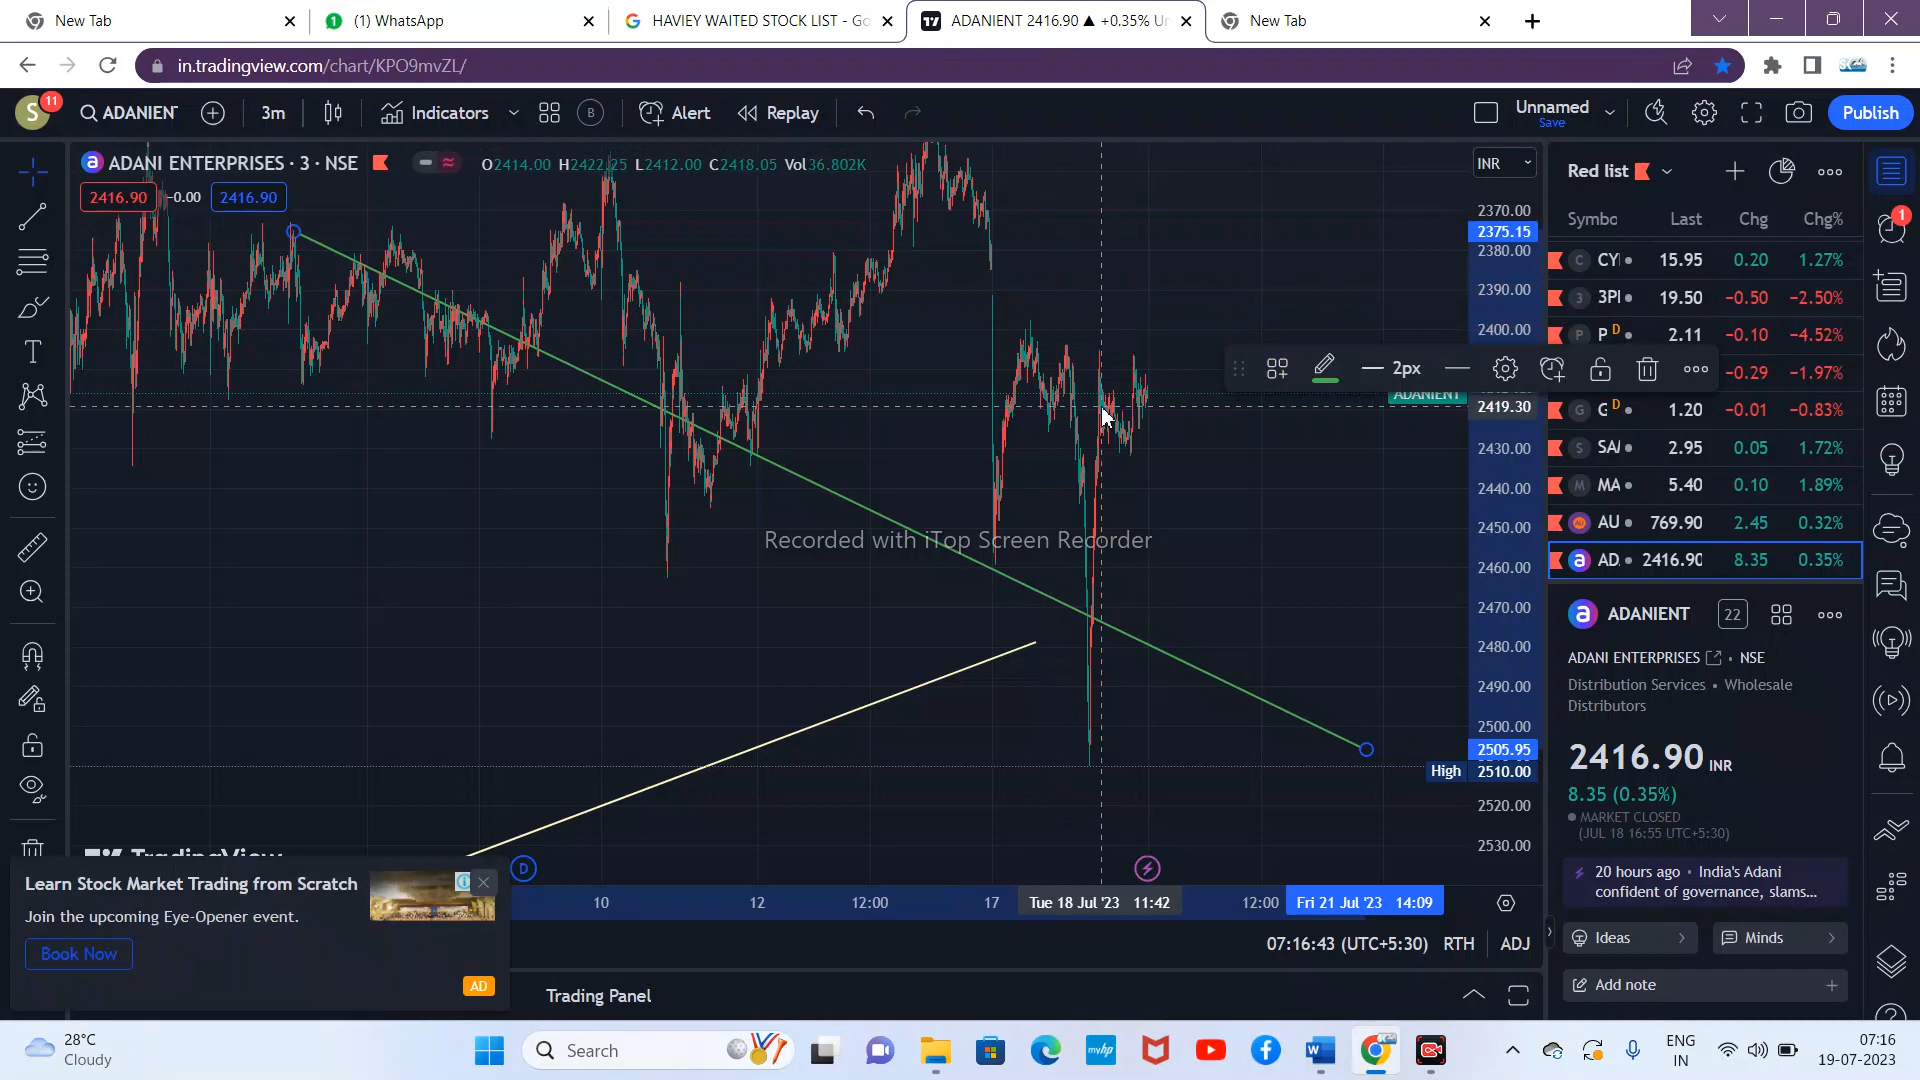 New Tab
(1) WhatsApp
HAVIEY WAITED STOCK LIST - Go
ADANIENT 2416.90 ▲ +0.35% Un
New Tab
in.tradingview.com/chart/KPO9mvZL/
S 11
ADANIENT
3m
Indicators
B
Alert
Replay
Unnamed
Save
Publish
ADANI ENTERPRISES · 3 · NSE
O2414.00 H2422.25 L2412.00 C2418.05 Vol36.802K
INR
2416.90 −0.00 2416.90
2370.00
2375.15
2380.00
2390.00
2400.00
2px
ADANIENT
2419.30
2430.00
2440.00
2450.00
2460.00
2470.00
2480.00
2490.00
2500.00
2505.95
High 2510.00
2520.00
2530.00
Recorded with iTop Screen Recorder
TradingView
Learn Stock Market Trading from Scratch
Join the upcoming Eye-Opener event.
Book Now
AD
D
10 12 12:00 17 Tue 18 Jul '23 11:42 12:00 Fri 21 Jul '23 14:09
07:16:43 (UTC+5:30) RTH ADJ
Trading Panel
Red list
1
Symbo Last Chg Chg%
C CY 15.95 0.20 1.27%
3 3PI 19.50 −0.50 −2.50%
P P D 2.11 −0.10 −4.52%
−0.29 −1.97%
G G D 1.20 −0.01 −0.83%
S SA 2.95 0.05 1.72%
M MA 5.40 0.10 1.89%
AU 769.90 2.45 0.32%
a AD. 2416.90 8.35 0.35%
a ADANIENT 22
ADANI ENTERPRISES · NSE
Distribution Services • Wholesale
Distributors
2416.90 INR
8.35 (0.35%)
MARKET CLOSED
(JUL 18 16:55 UTC+5:30)
20 hours ago • India's Adani
confident of governance, slams...
Ideas
Minds
Add note
28°C
Cloudy
Search
myhp
W
ENG
IN
07:16
19-07-2023